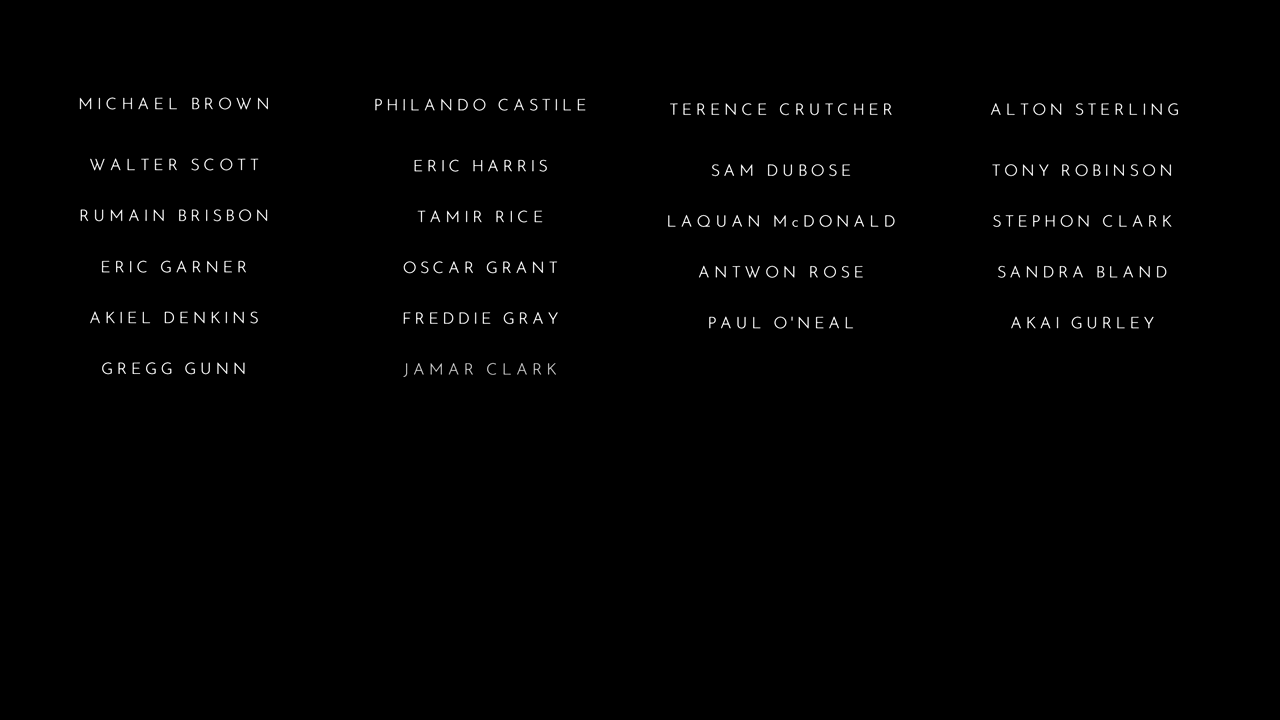 MICHAEL BROWN
PHILANDO CASTILE
TERENCE CRUTCHER
ALTON STERLING
WALTER SCOTT
ERIC HARRIS
SAM DUBOSE
TONY ROBINSON
RUMAIN BRISBON
TAMIR RICE
LAQUAN McDONALD
STEPHON CLARK
ERIC GARNER
OSCAR GRANT
ANTWON ROSE
SANDRA BLAND
AKIEL DENKINS
FREDDIE GRAY
PAUL O'NEAL
AKAI GURLEY
GREGG GUNN
JAMAR CLARK